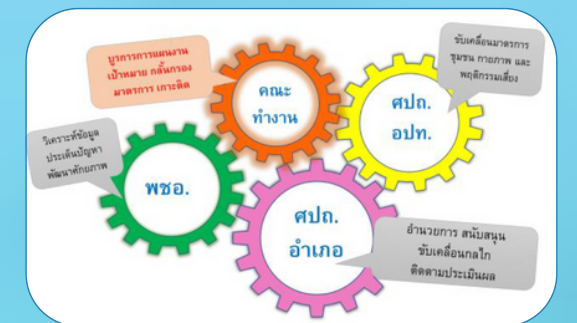 บูรการการแผนงาน
เป้าหมาย กลั่นกรอง
มาตรการ เกาะติด
คณะ
ทำงาน
ขับเคลื่อนมาตรการ
ชุมชน กายภาพ และ
พฤติกรรมเสี่ยง
ศปถ.
อปท.
วิเคราะห์ข้อมูล
ประเด็นปัญหา
พัฒนาศักยภาพ
พชอ.
ศปถ.
อำเภอ
อำนวยการ สนับสนุน
ขับเคลื่อนกลไก
ติดตามประเมินผล